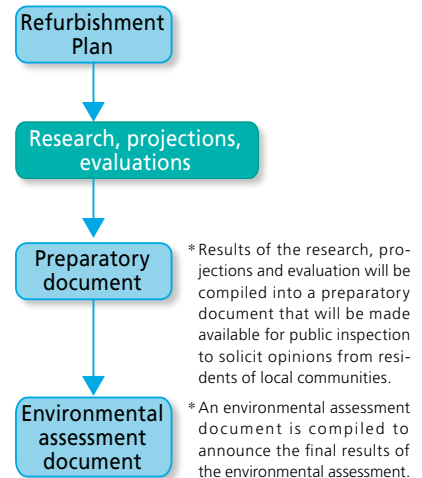 Refurbishment
Plan
Research, projections,
evaluations
Preparatory
document
* Results of the research, pro-
jections and evaluation will be
compiled into a preparatory
document that will be made
available for public inspection
to solicit opinions from resi-
dents of local communities.
Environmental
assessment
document
* An environmental assessment
document is compiled to
announce the final results of
the environmental assessment.